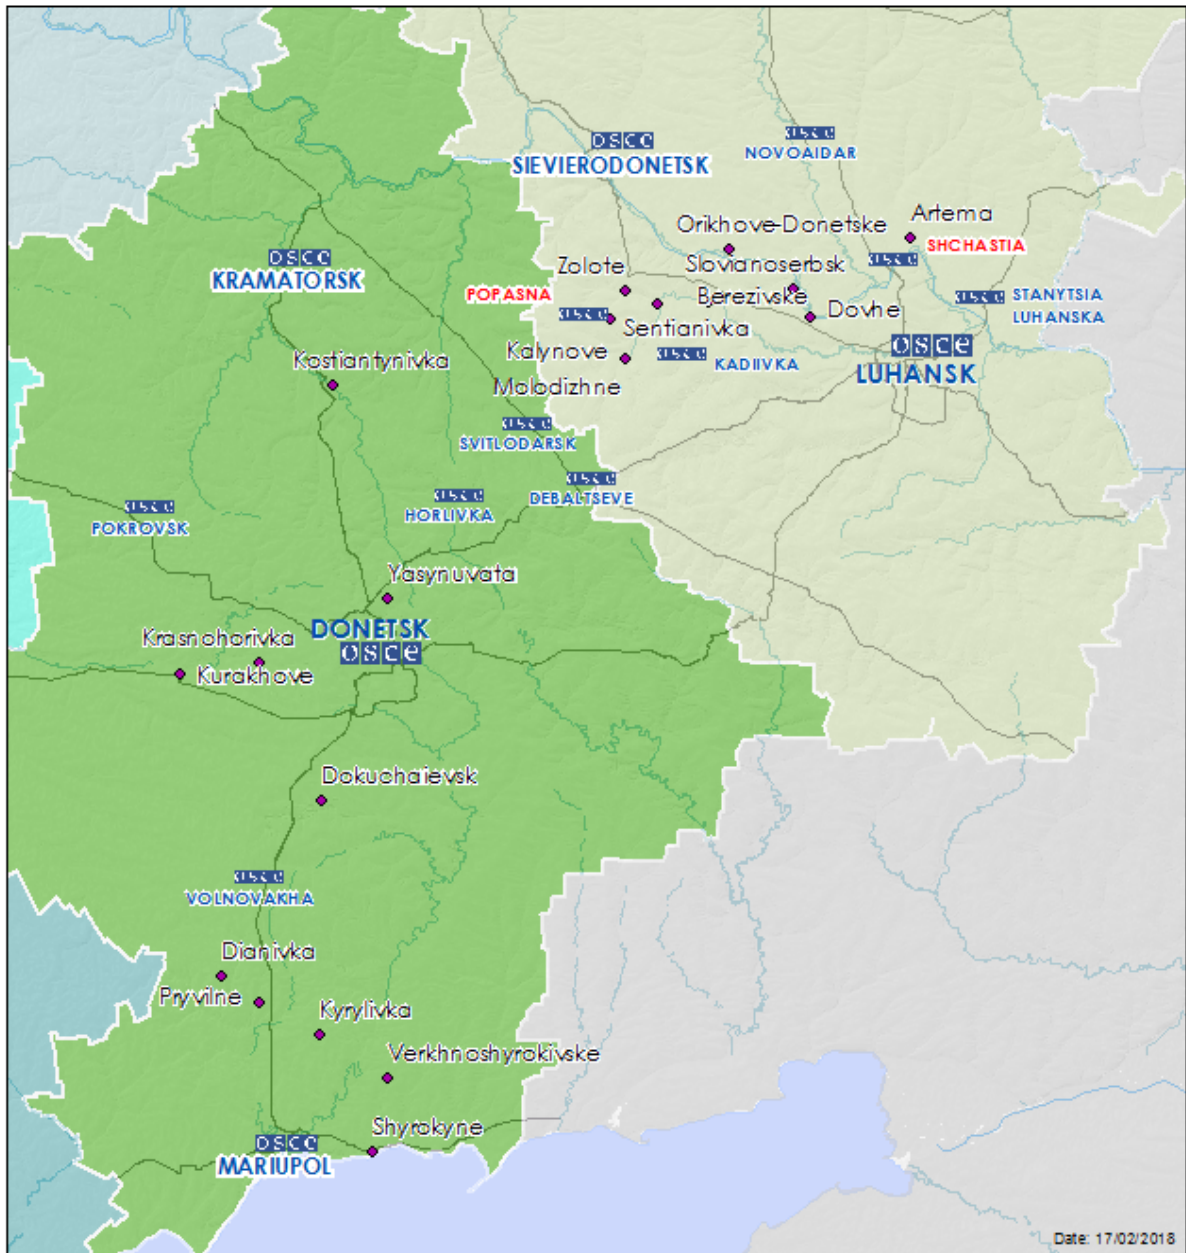 OSCE
NOVOAIDAR
OSCE
SIEVIERODONETSK
Artema
Orikhove-Donetske
SHCHASTIA
OSCE
OSCE
KRAMATORSK
Zolote
Slovianoserbsk
POPASNA
Berezivske
OSCE
STANYTSIA
LUHANSKA
Dovhe
OSCE
Sentianivka
OSCE
LUHANSK
Kalynove
OSCE
KADIIVKA
Kostiantynivka
Molodizhne
OSCE
SVITLODARSK
OSCE
DEBALTSEVE
OSCE
HORLIVKA
OSCE
POKROVSK
Yasynuvata
DONETSK
OSCE
Krasnohorivka
Kurakhove
Dokuchaievsk
OSCE
VOLNOVAKHA
Dianivka
Pryvilne
Kyrylivka
Verkhnoshyrokivske
Shyrokyne
OSCE
MARIUPOL
Date: 17/02/2018